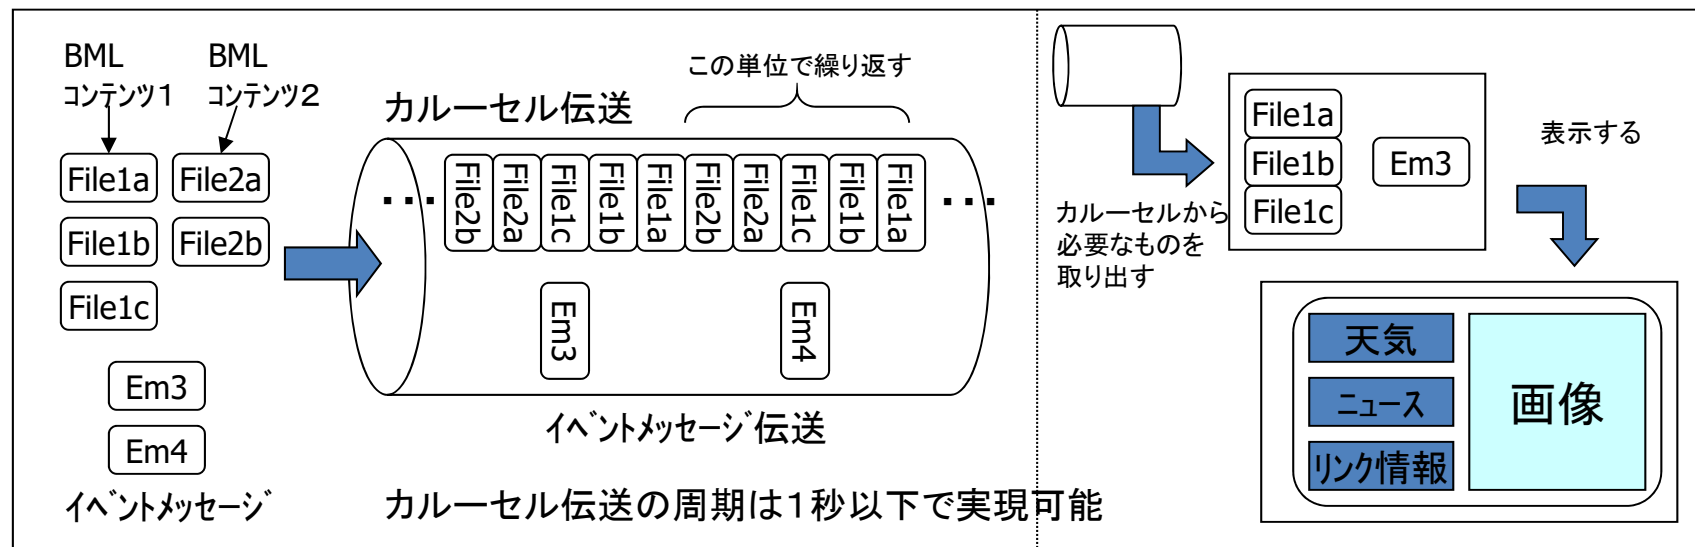 BML
コンテンツ1
BML
コンテンツ2
File1a
File2a
File1b
File2b
File1c
Em3
Em4
イベントメッセージ
カルーセル伝送
この単位で繰り返す
･･･
File2b
File2a
File1c
File1b
File1a
File2b
File2a
File1c
File1b
File1a
･･･
Em3
Em4
イベントメッセージ伝送
カルーセル伝送の周期は1秒以下で実現可能
カルーセルから
必要なものを
取り出す
File1a
File1b
File1c
Em3
表示する
天気
ニュース
リンク情報
画像